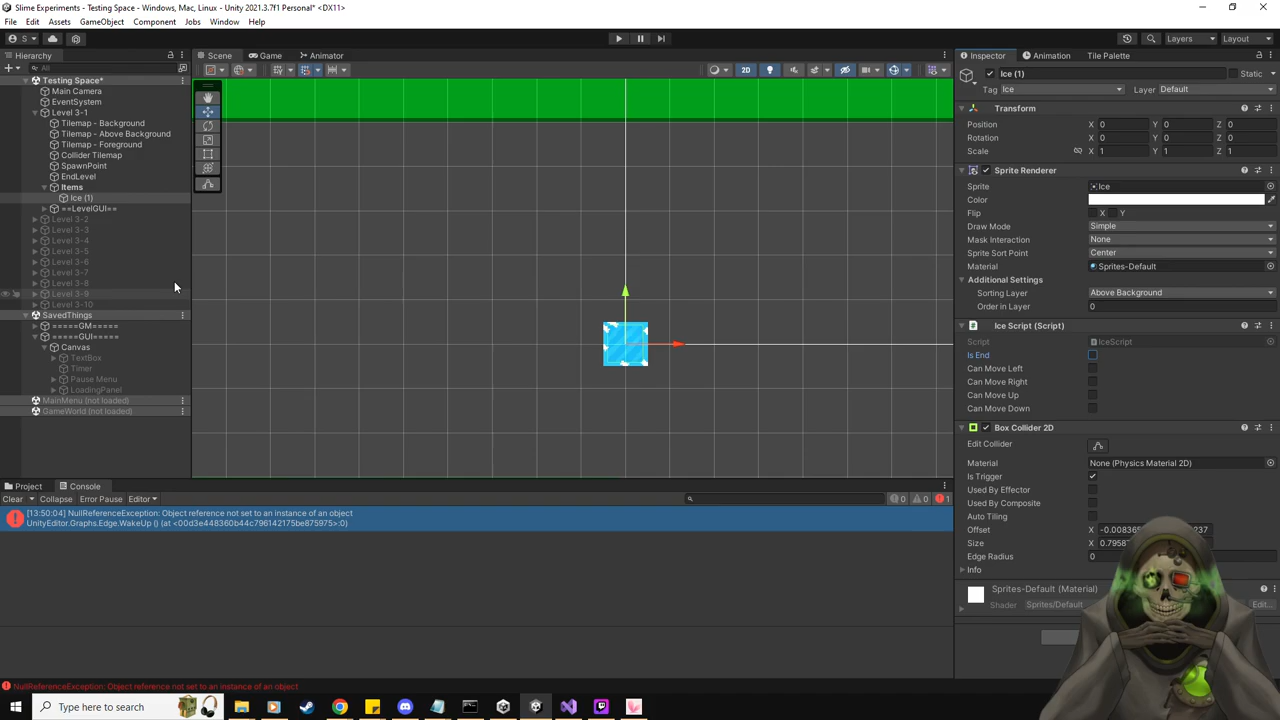 Slime Experiments - Testing Space - Windows, Mac, Linux - Unity 2021.3.7f1 Personal* <DX11>
File Edit Assets GameObject Component Jobs Window Help
S Layers Layout
Hierarchy Scene Game Animator Inspector Animation Tile Palette
All 2D Ice (1) Static
Testing Space* Tag Ice Layer Default
Main Camera
EventSystem
Level 3-1
Tilemap - Background
Tilemap - Above Background
Tilemap - Foreground
Collider Tilemap
SpawnPoint
EndLevel
Items
Ice (1)
==LevelGUI==
Level 3-2
Level 3-3
Level 3-4
Level 3-5
Level 3-6
Level 3-7
Level 3-8
Level 3-9
Level 3-10
SavedThings
=====GM=====
=====GUI=====
Canvas
TextBox
Timer
Pause Menu
LoadingPanel
MainMenu (not loaded)
GameWorld (not loaded)
Transform
Position X 0 Y 0 Z 0
Rotation X 0 Y 0 Z 0
Scale X 1 Y 1 Z 1
Sprite Renderer
Sprite Ice
Color
Flip X Y
Draw Mode Simple
Mask Interaction None
Sprite Sort Point Center
Material Sprites-Default
Additional Settings
Sorting Layer Above Background
Order in Layer 0
Ice Script (Script)
Script IceScript
Is End
Can Move Left
Can Move Right
Can Move Up
Can Move Down
Box Collider 2D
Edit Collider
Material None (Physics Material 2D)
Is Trigger
Used By Effector
Used By Composite
Auto Tiling
Offset X
Size X
Edge Radius 0
Info
Sprites-Default (Material)
Shader Sprites/Default Edit...
Project Console
Clear Collapse Error Pause Editor 0 0 1
[13:50:04] NullReferenceException: Object reference not set to an instance of an object
UnityEditor.Graphs.Edge.WakeUp () (at <00d3e448360b44c796142175be875975>:0)
NullReferenceException: Object reference not set to an instance of an object
Type here to search